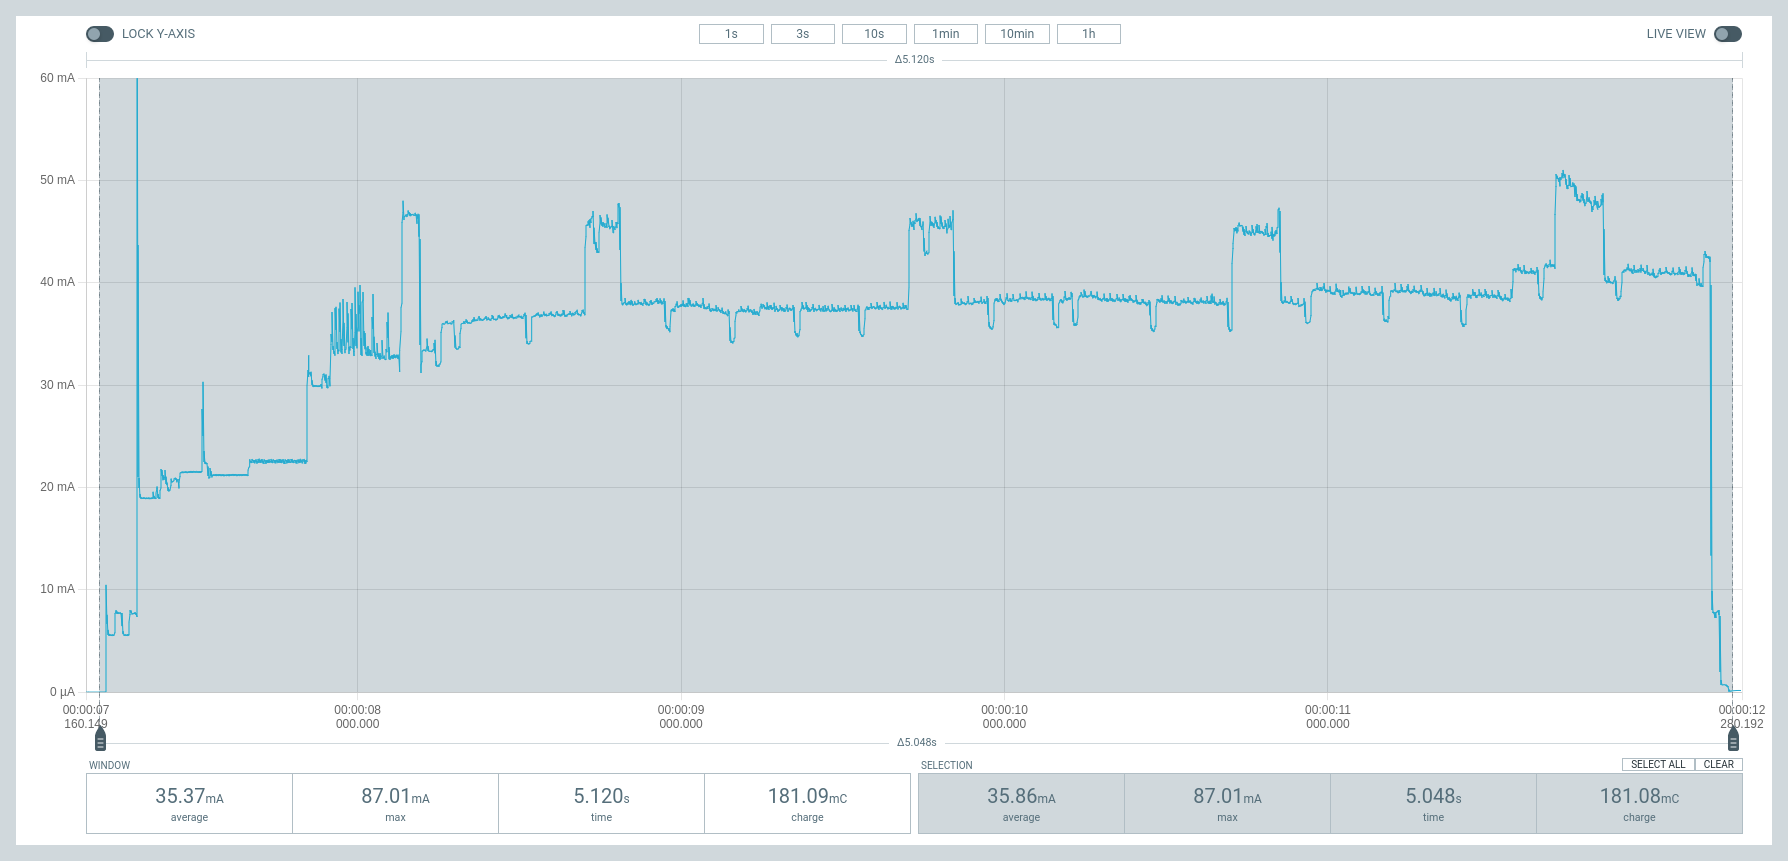 LOCK Y-AXIS 1s 3s 10s 1min 10min 1h LIVE VIEW
Δ5.120s
60 mA
50 mA
40 mA
30 mA
20 mA
10 mA
0 µA
00:00:07 00:00:08 00:00:09 00:00:10 00:00:11 00:00:12
160.149 000.000 000.000 000.000 000.000 280.192
Δ5.048s
WINDOW SELECTION SELECT ALL CLEAR
35.37mA 87.01mA 5.120s 181.09mC 35.86mA 87.01mA 5.048s 181.08mC
average max time charge average max time charge